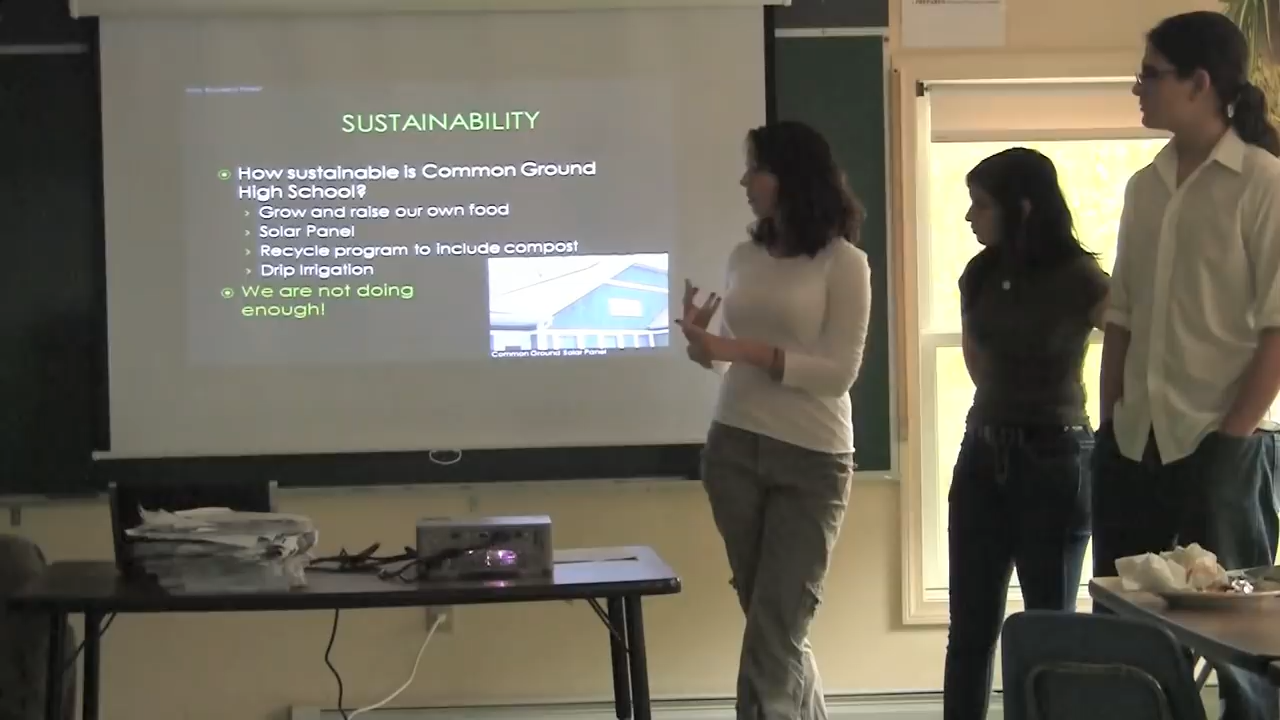 SUSTAINABILITY
How sustainable is Common Ground
High School?
Grow and raise our own food
Solar Panel
Recycle program to include compost
Drip Irrigation
We are not doing
enough!
Common Ground Solar Panel